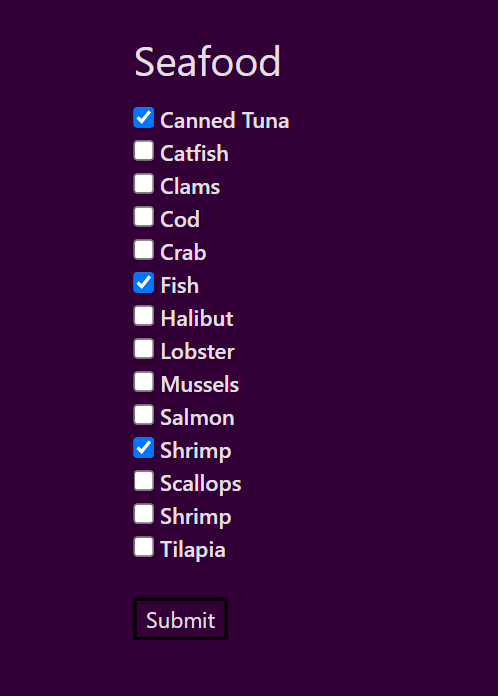 Seafood
Canned Tuna
Catfish
Clams
Cod
Crab
Fish
Halibut
Lobster
Mussels
Salmon
Shrimp
Scallops
Shrimp
Tilapia
Submit